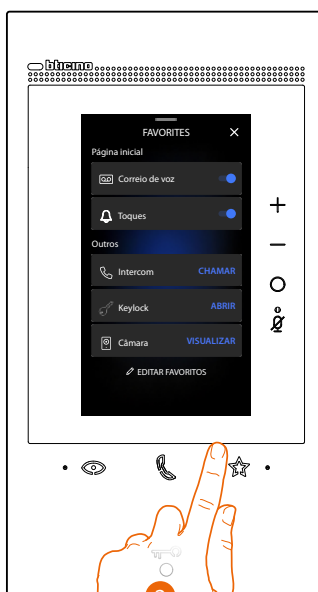 bticino
FAVORITES
Página inicial
Correio de voz
Toques
Outros
Intercom CHAMAR
Keylock ABRIR
Câmara VISUALIZAR
EDITAR FAVORITOS